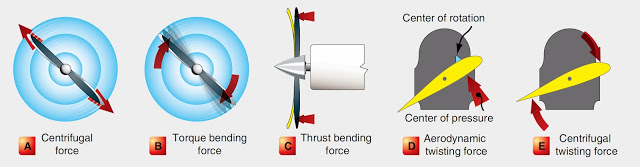 Center of rotation
Center of pressure
A Centrifugal
force
B Torque bending
force
C Thrust bending
force
D Aerodynamic
twisting force
E Centrifugal
twisting force